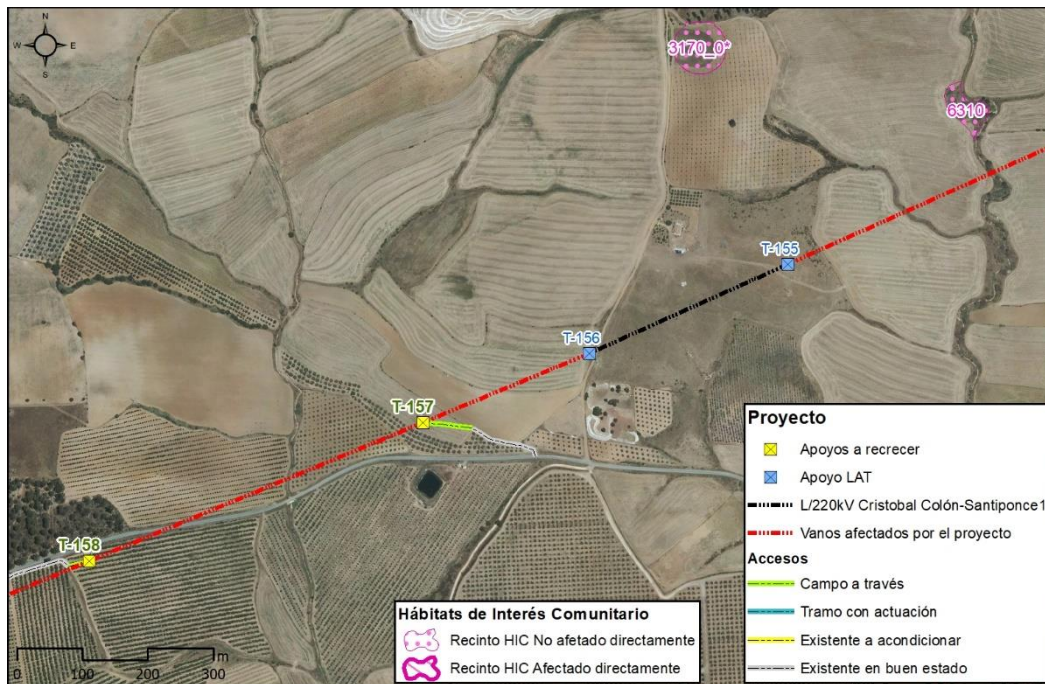 N
W E
S
3170_0*
6310
T-155
T-156
T-157
T-158
Proyecto
Apoyos a recrecer
Apoyo LAT
L/220kV Cristobal Colón-Santiponce1
Vanos afectados por el proyecto
Accesos
Campo a través
Tramo con actuación
Existente a acondicionar
Existente en buen estado
Hábitats de Interés Comunitario
Recinto HIC No afetado directamente
Recinto HIC Afectado directamente
0 100 200 300 m